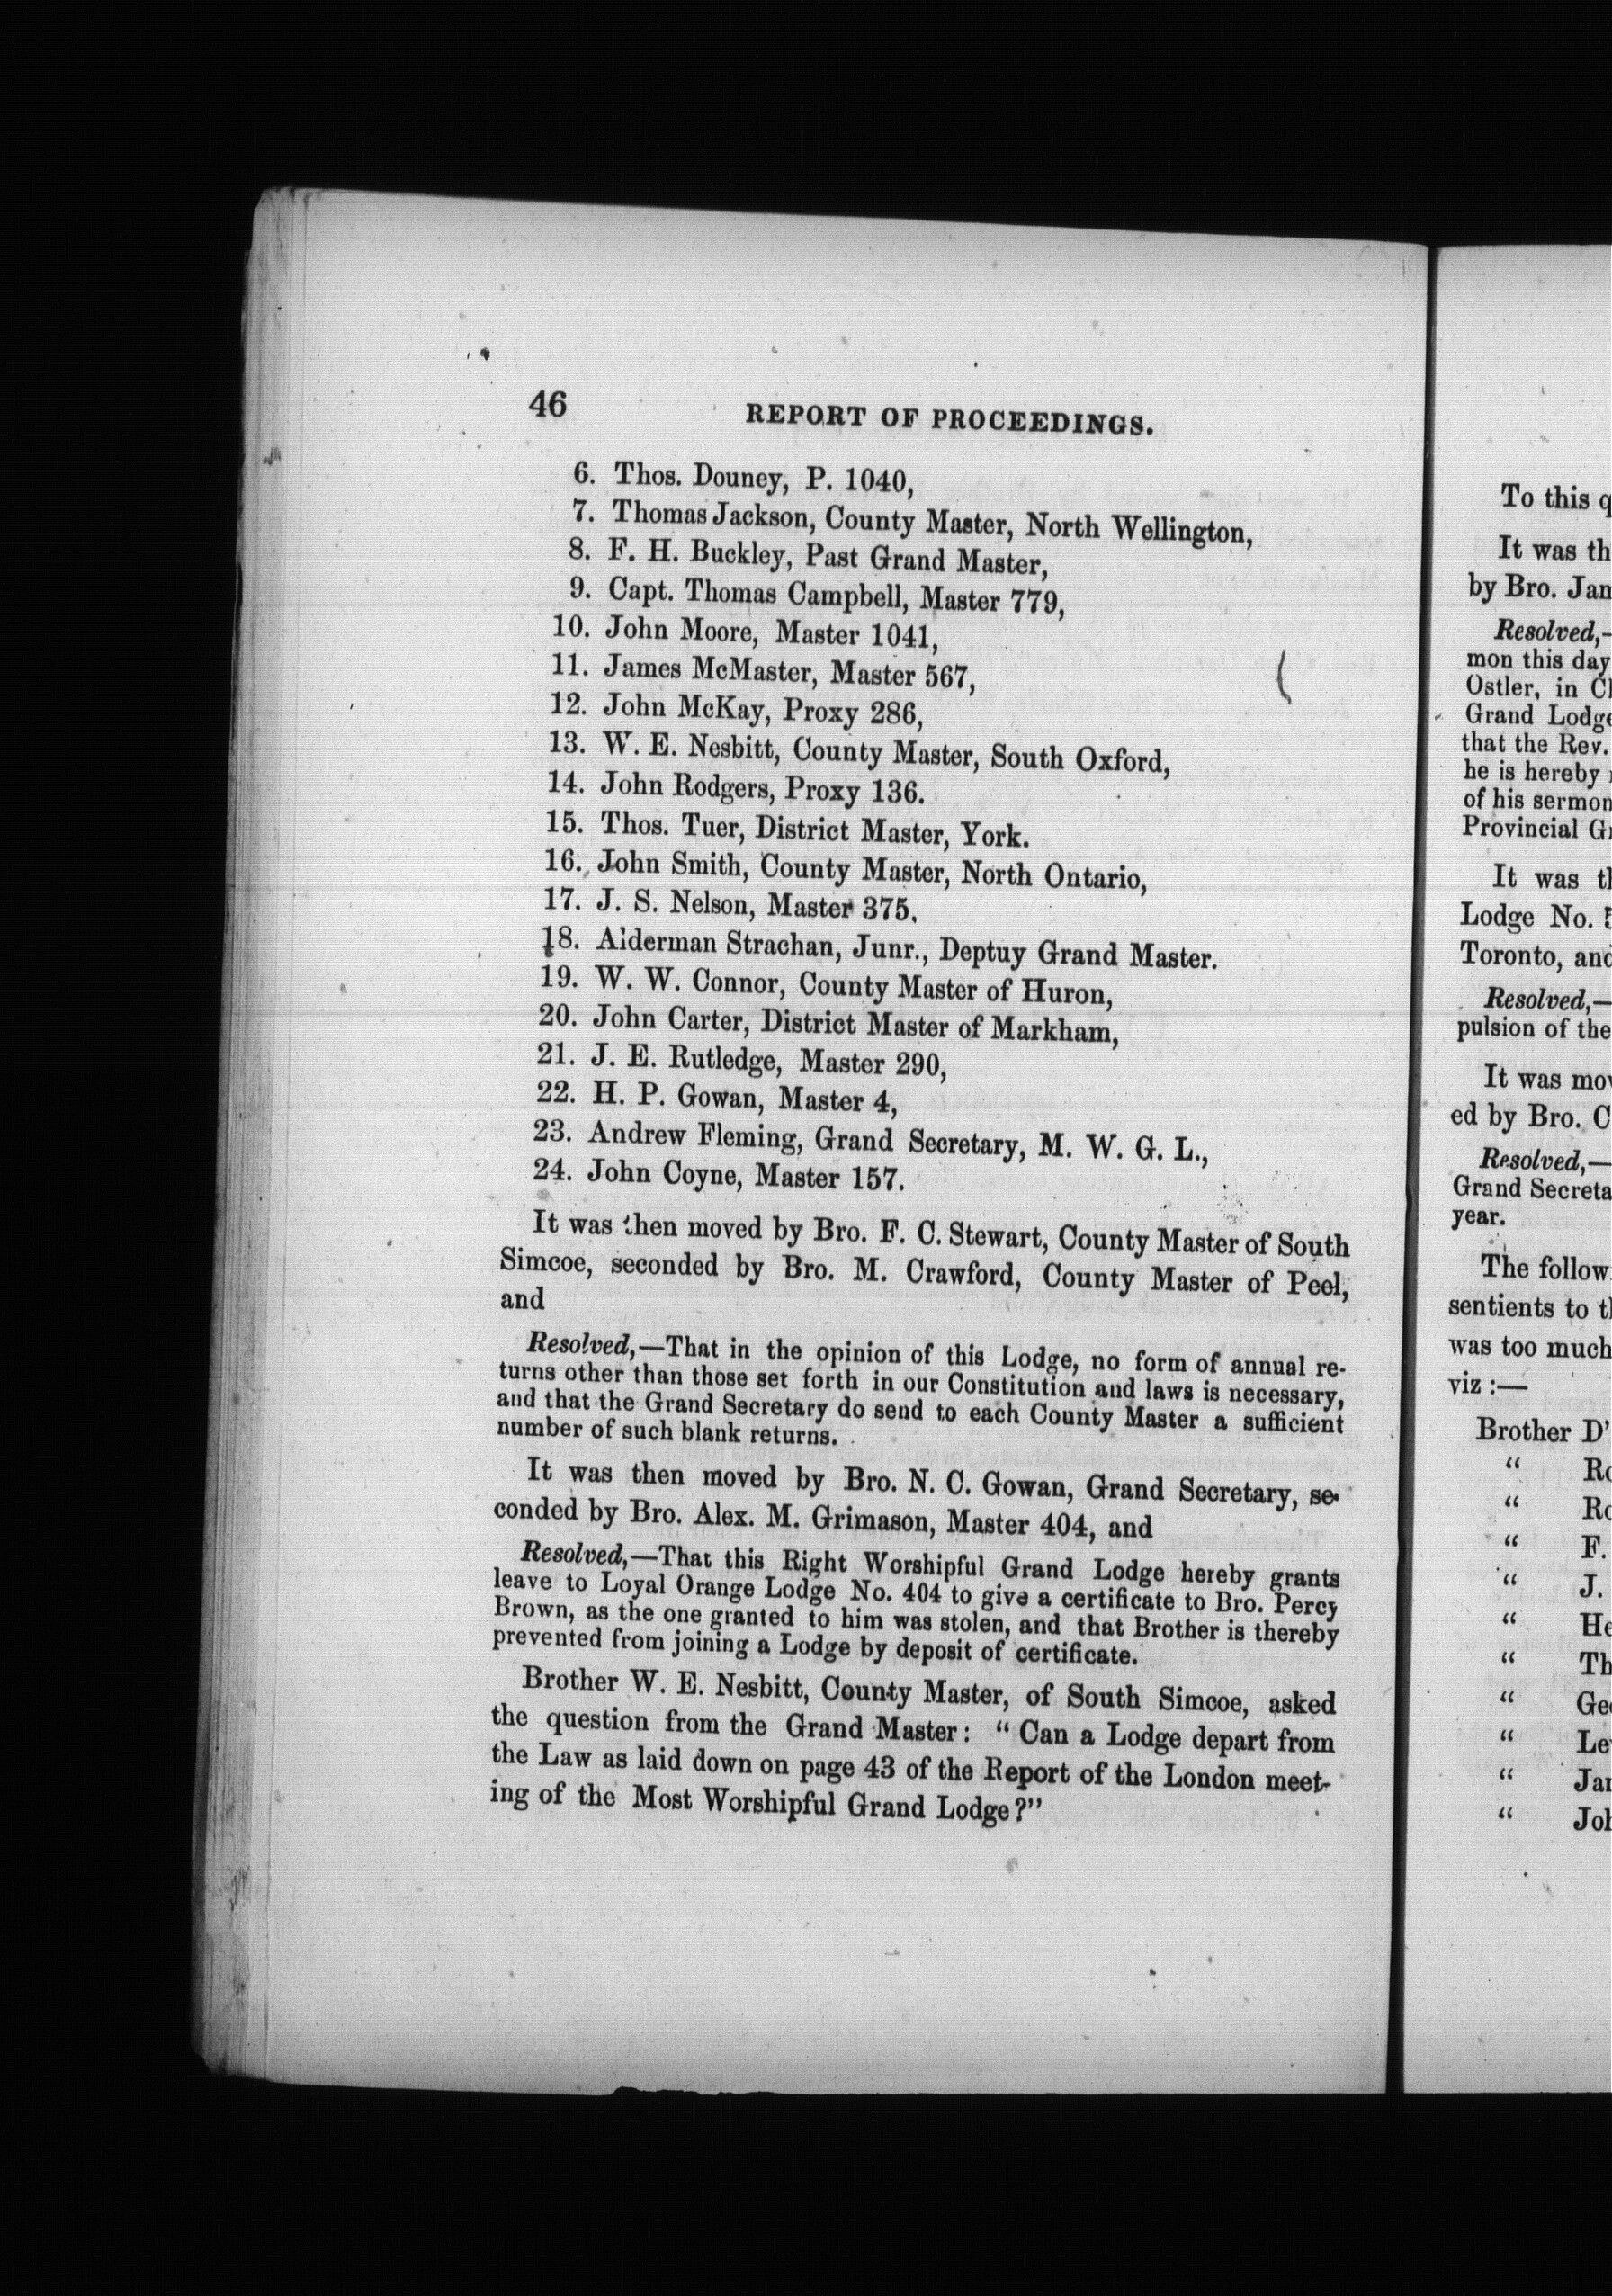 46
REPORT OF PROCEEDINGS.
6. Thos. Douney, P. 1040,
7. Thomas Jackson, County Master, North Wellington,
8. F. H. Buckley, Past Grand Master,
9. Capt. Thomas Campbell, Master 779,
10. John Moore, Master 1041,
11. James McMaster, Master 567,
12. John McKay, Proxy 286,
13. W. E. Nesbitt, County Master, South Oxford,
14. John Rodgers, Proxy 136.
15. Thos. Tuer, District Master, York.
16. John Smith, County Master, North Ontario,
17. J. S. Nelson, Master 375.
18. Alderman Strachan, Junr., Deptuy Grand Master.
19. W. W. Connor, County Master of Huron,
20. John Carter, District Master of Markham,
21. J. E. Rutledge, Master 290,
22. H. P. Gowan, Master 4,
23. Andrew Fleming, Grand Secretary, M. W. G. L.,
24. John Coyne, Master 157.
It was then moved by Bro. F. C. Stewart, County Master of South
Simcoe, seconded by Bro. M. Crawford, County Master of Peel,
and
Resolved,—That in the opinion of this Lodge, no form of annual re-
turns other than those set forth in our Constitution and laws is necessary,
and that the Grand Secretary do send to each County Master a sufficient
number of such blank returns.
It was then moved by Bro. N. C. Gowan, Grand Secretary, se-
conded by Bro. Alex. M. Grimason, Master 404, and
Resolved,—That this Right Worshipful Grand Lodge hereby grants
leave to Loyal Orange Lodge No. 404 to give a certificate to Bro. Percy
Brown, as the one granted to him was stolen, and that Brother is thereby
prevented from joining a Lodge by deposit of certificate.
Brother W. E. Nesbitt, County Master, of South Simcoe, asked
the question from the Grand Master: "Can a Lodge depart from
the Law as laid down on page 43 of the Report of the London meet-
ing of the Most Worshipful Grand Lodge?"
To this
It was
by Bro.
Resolved,—
mon this day
Ostler, in
Grand Lodge
that the Rev.
he is hereby
of his sermon
Provincial
It was
Lodge No.
Toronto, and
Resolved,—
pulsion of the
It was
ed by Bro.
Resolved,—
Grand
year.
The
sentients to
was too much
viz:—
Brother
"
"
" F.
" J.
"
"
"
"
"
"